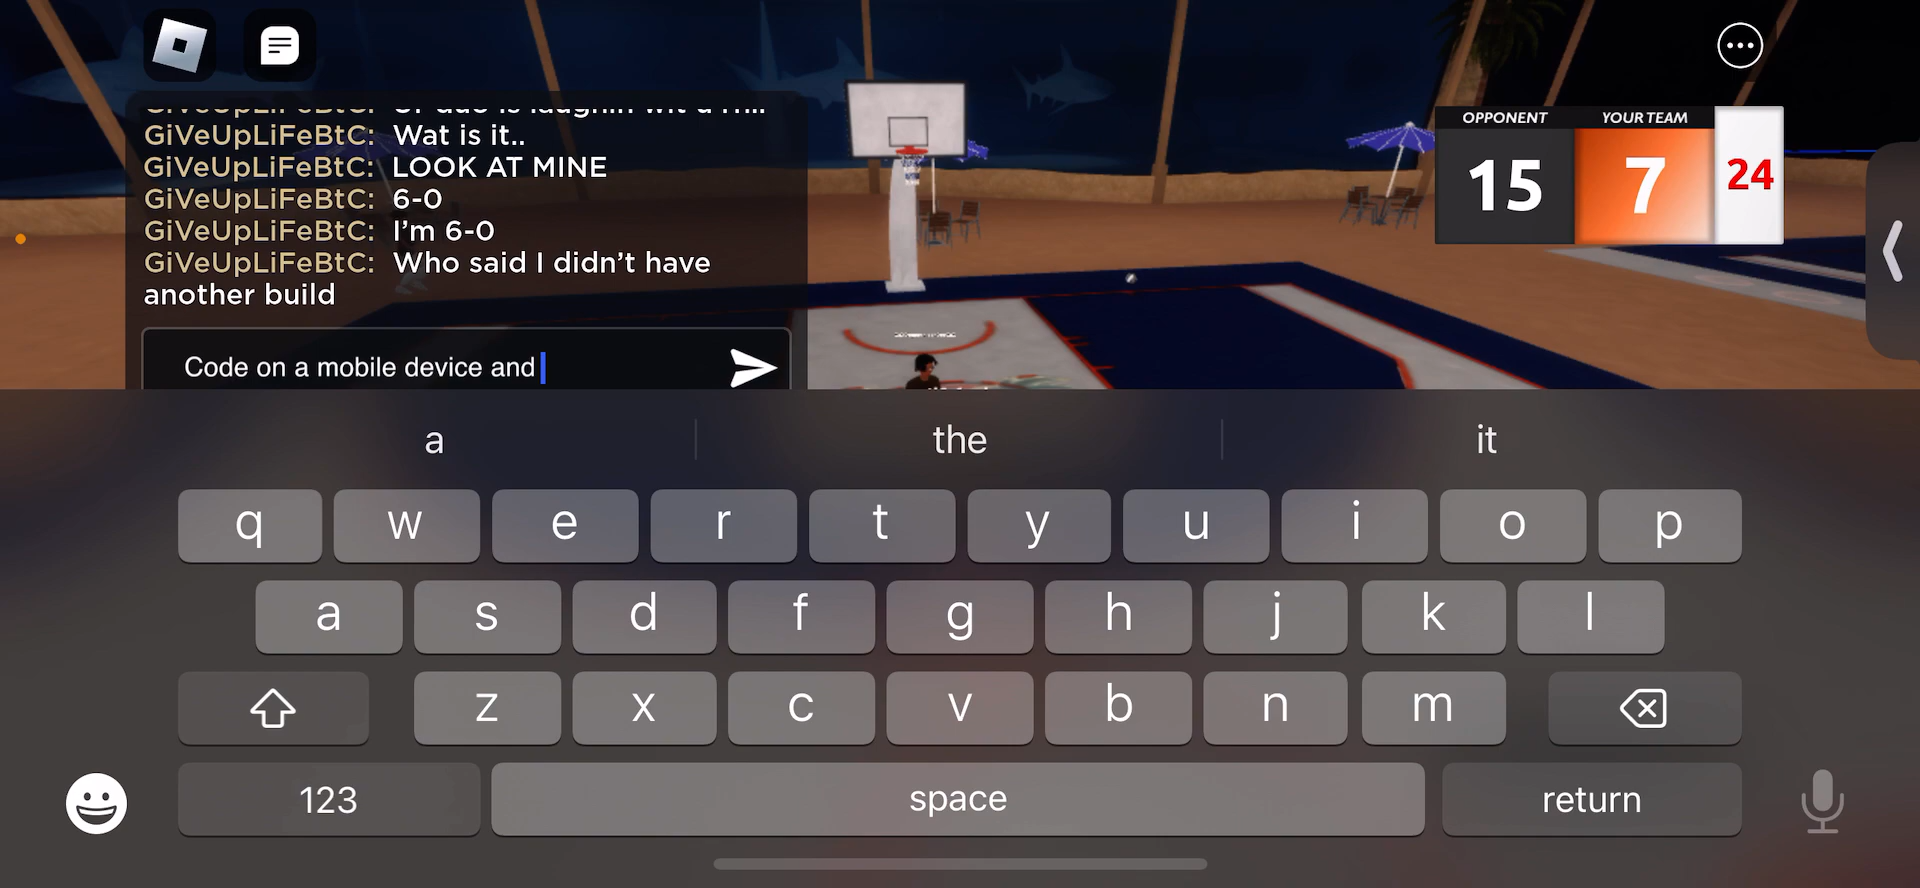 GiVeUpLiFeBtC:
GiVeUpLiFeBtC: Wat is it..
GiVeUpLiFeBtC: LOOK AT MINE
GiVeUpLiFeBtC: 6-0
GiVeUpLiFeBtC: I'm 6-0
GiVeUpLiFeBtC: Who said I didn't have
another build
Code on a mobile device and
OPPONENT YOUR TEAM
15 7 24
a the it
q w e r t y u i o p
a s d f g h j k l
z x c v b n m
123 space return